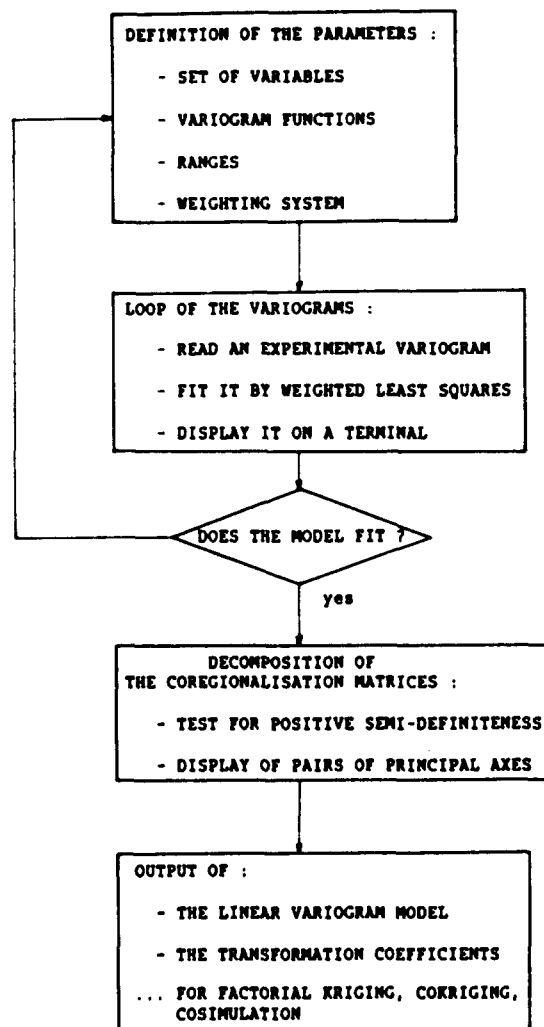 DEFINITION OF THE PARAMETERS :
- SET OF VARIABLES
- VARIOGRAM FUNCTIONS
- RANGES
- WEIGHTING SYSTEM
LOOP OF THE VARIOGRAMS :
- READ AN EXPERIMENTAL VARIOGRAM
- FIT IT BY WEIGHTED LEAST SQUARES
- DISPLAY IT ON A TERMINAL
DOES THE MODEL FIT ?
yes
DECOMPOSITION OF
THE COREGIONALISATION MATRICES :
- TEST FOR POSITIVE SEMI-DEFINITENESS
- DISPLAY OF PAIRS OF PRINCIPAL AXES
OUTPUT OF :
- THE LINEAR VARIOGRAM MODEL
- THE TRANSFORMATION COEFFICIENTS
... FOR FACTORIAL KRIGING, COKRIGING,
COSIMULATION